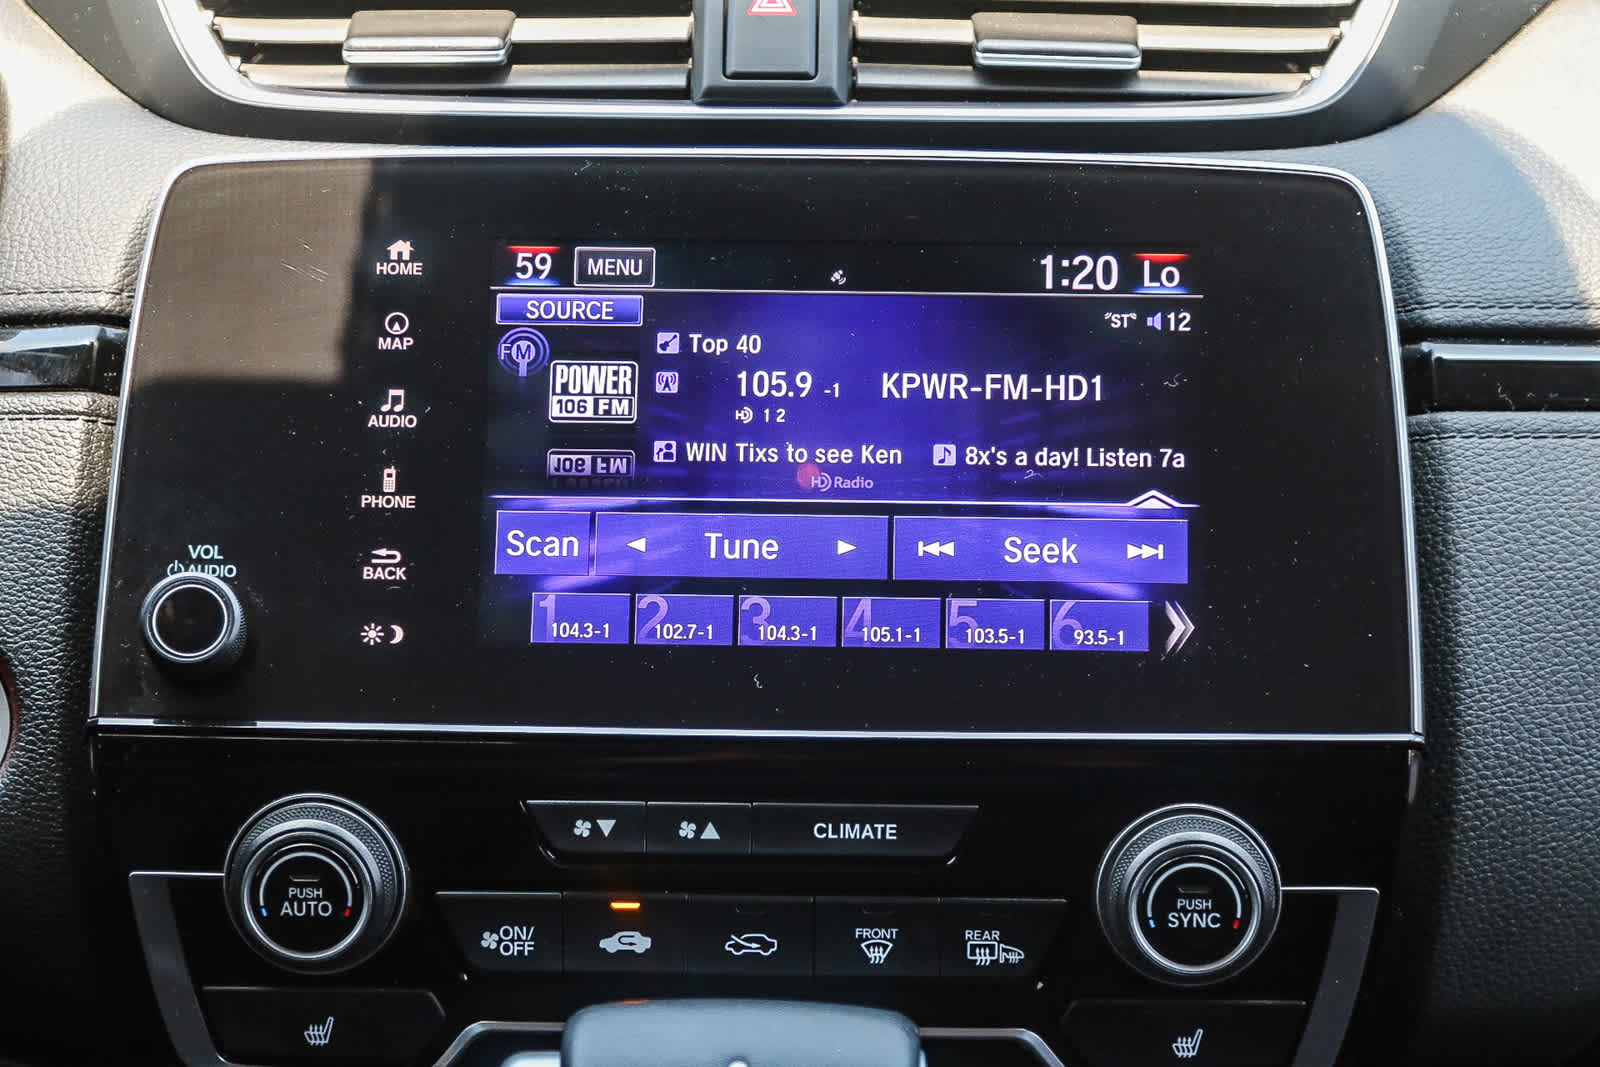 HOME
MAP
AUDIO
PHONE
BACK
VOL
AUDIO
59 MENU 1:20 Lo
SOURCE
"ST" 12
FM
POWER
106 FM
Top 40
105.9 -1 KPWR-FM-HD1
HD 1 2
WIN Tixs to see Ken 8x's a day! Listen 7a
HD Radio
Scan Tune Seek
1 104.3-1
2 102.7-1
3 104.3-1
4 105.1-1
5 103.5-1
6 93.5-1
CLIMATE
PUSH
AUTO
ON/
OFF
FRONT
REAR
PUSH
SYNC